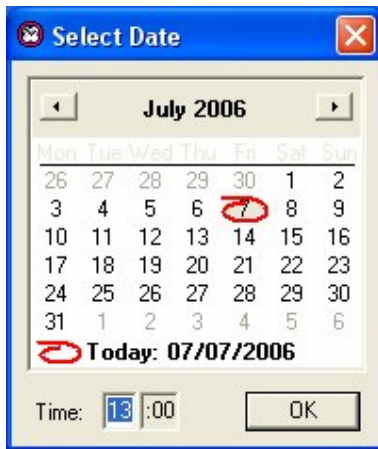 Select Date
July 2006
Mon Tue Wed Thu Fri Sat Sun
26 27 28 29 30 1 2
3 4 5 6 7 8 9
10 11 12 13 14 15 16
17 18 19 20 21 22 23
24 25 26 27 28 29 30
31 1 2 3 4 5 6
Today: 07/07/2006
Time: 13 :00 OK